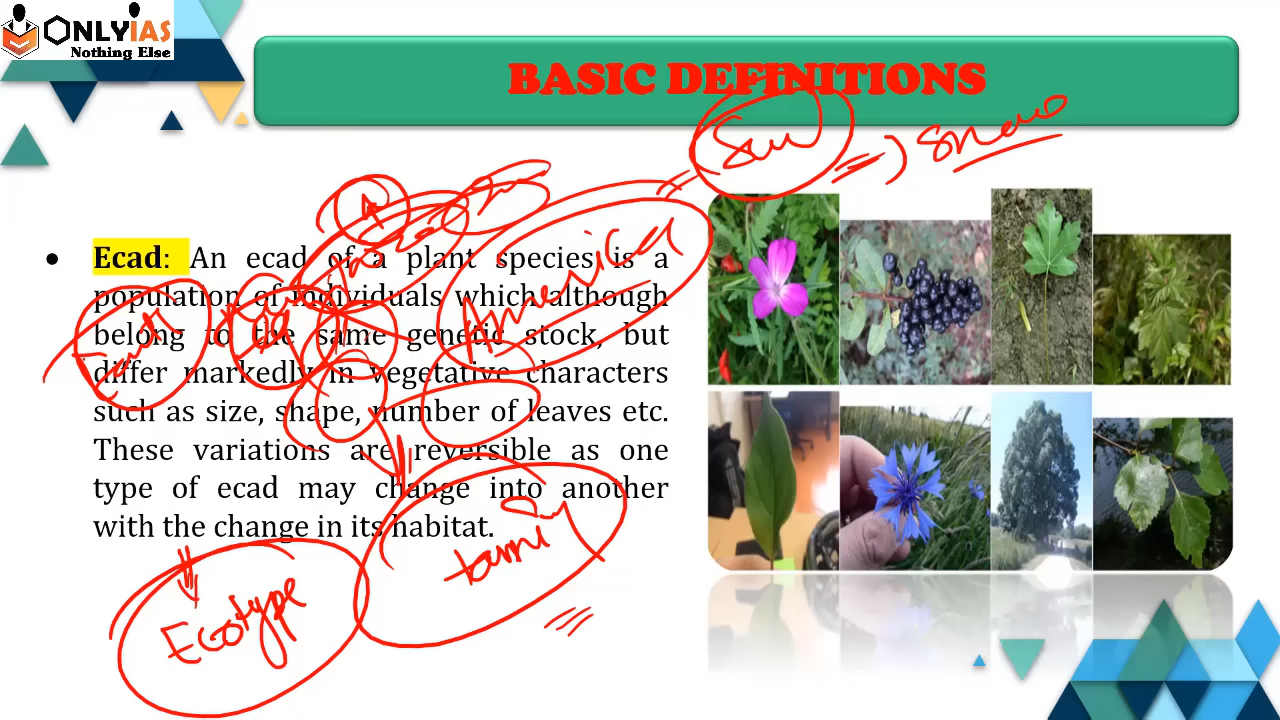 ONLYIAS
Nothing Else
BASIC DEFINITIONS
Sun => Snow
America
• Ecad: An ecad of a plant species is a
population of individuals which although
belong to the same genetic stock, but
differ markedly in vegetative characters
such as size, shape, number of leaves etc.
These variations are reversible as one
type of ecad may change into another
with the change in its habitat.
Ecotype